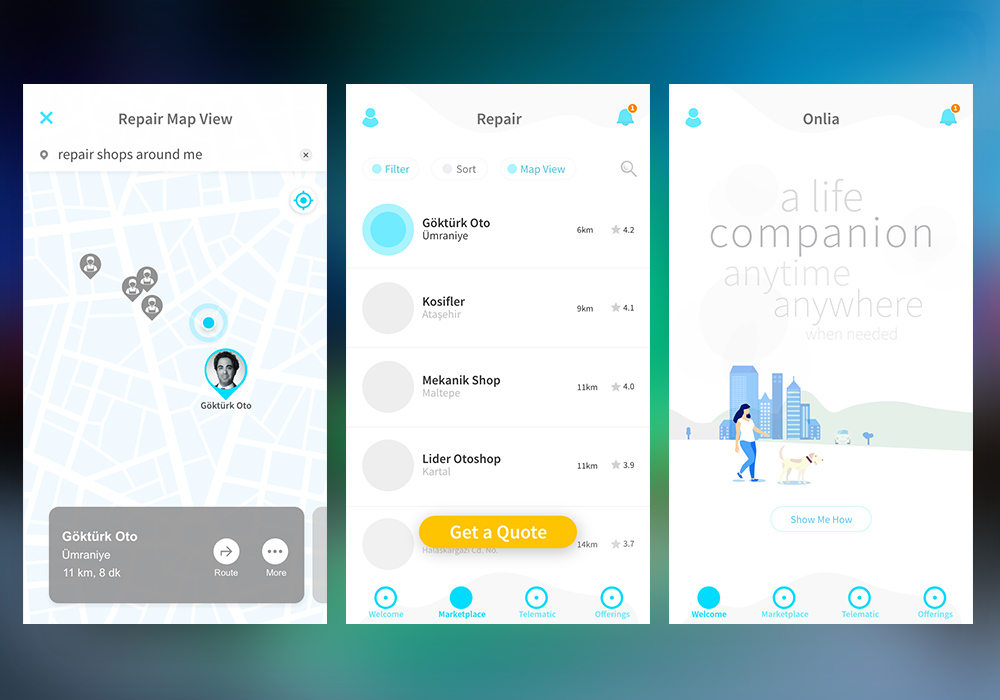 Repair Map View
repair shops around me
Göktürk Oto
Göktürk Oto
Ümraniye
11 km, 8 dk
Route
More
Repair
1
Filter
Sort
Map View
Göktürk Oto
Ümraniye
6km
4.2
Kosifler
Ataşehir
9km
4.1
Mekanik Shop
Maltepe
11km
4.0
Lider Otoshop
Kartal
11km
3.9
Get a Quote
Halaskargazi Cd. No.
14km
3.7
Welcome
Marketplace
Telematic
Offerings
Onlia
1
a life
companion
anytime
anywhere
when needed
Show Me How
Welcome
Marketplace
Telematic
Offerings